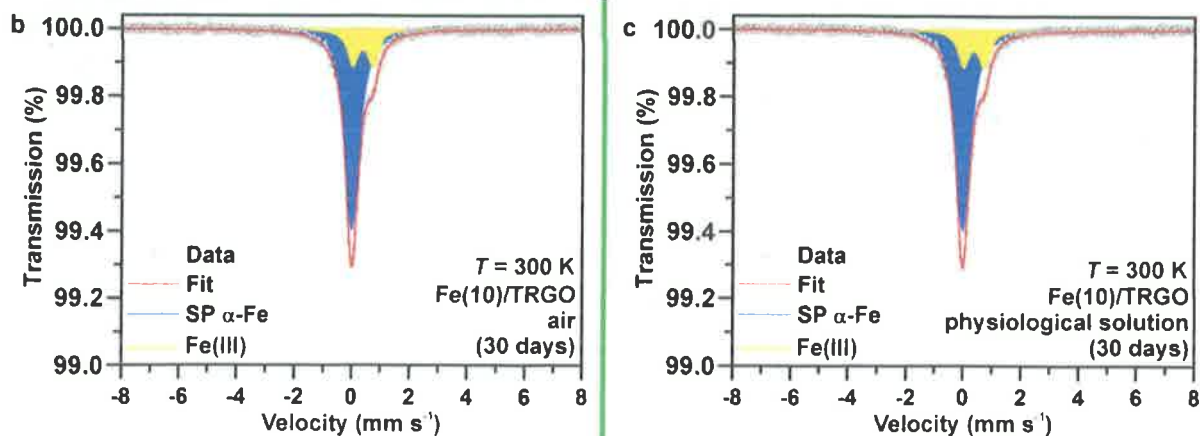 b
100.0
99.8
99.6
99.4
99.2
99.0
Transmission (%)
Data
Fit
SP α-Fe
Fe(III)
T = 300 K
Fe(10)/TRGO
air
(30 days)
-8 -6 -4 -2 0 2 4 6 8
Velocity (mm s⁻¹)
c
100.0
99.8
99.6
99.4
99.2
99.0
Transmission (%)
Data
Fit
SP α-Fe
Fe(III)
T = 300 K
Fe(10)/TRGO
physiological solution
(30 days)
-8 -6 -4 -2 0 2 4 6 8
Velocity (mm s⁻¹)